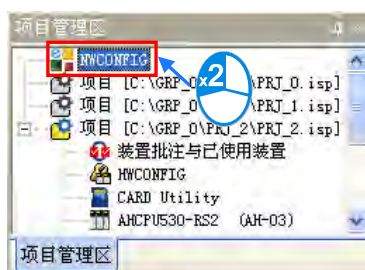 项目管理区
NWCONFIG
x2
项目 [C:\GRP_0\PRJ_0.isp]
项目 [C:\GRP_0\PRJ_1.isp]
项目 [C:\GRP_0\PRJ_2\PRJ_2.isp]
装置批注与已使用装置
HWCONFIG
CARD Utility
AHCPU530-RS2 (AH-03)
项目管理区